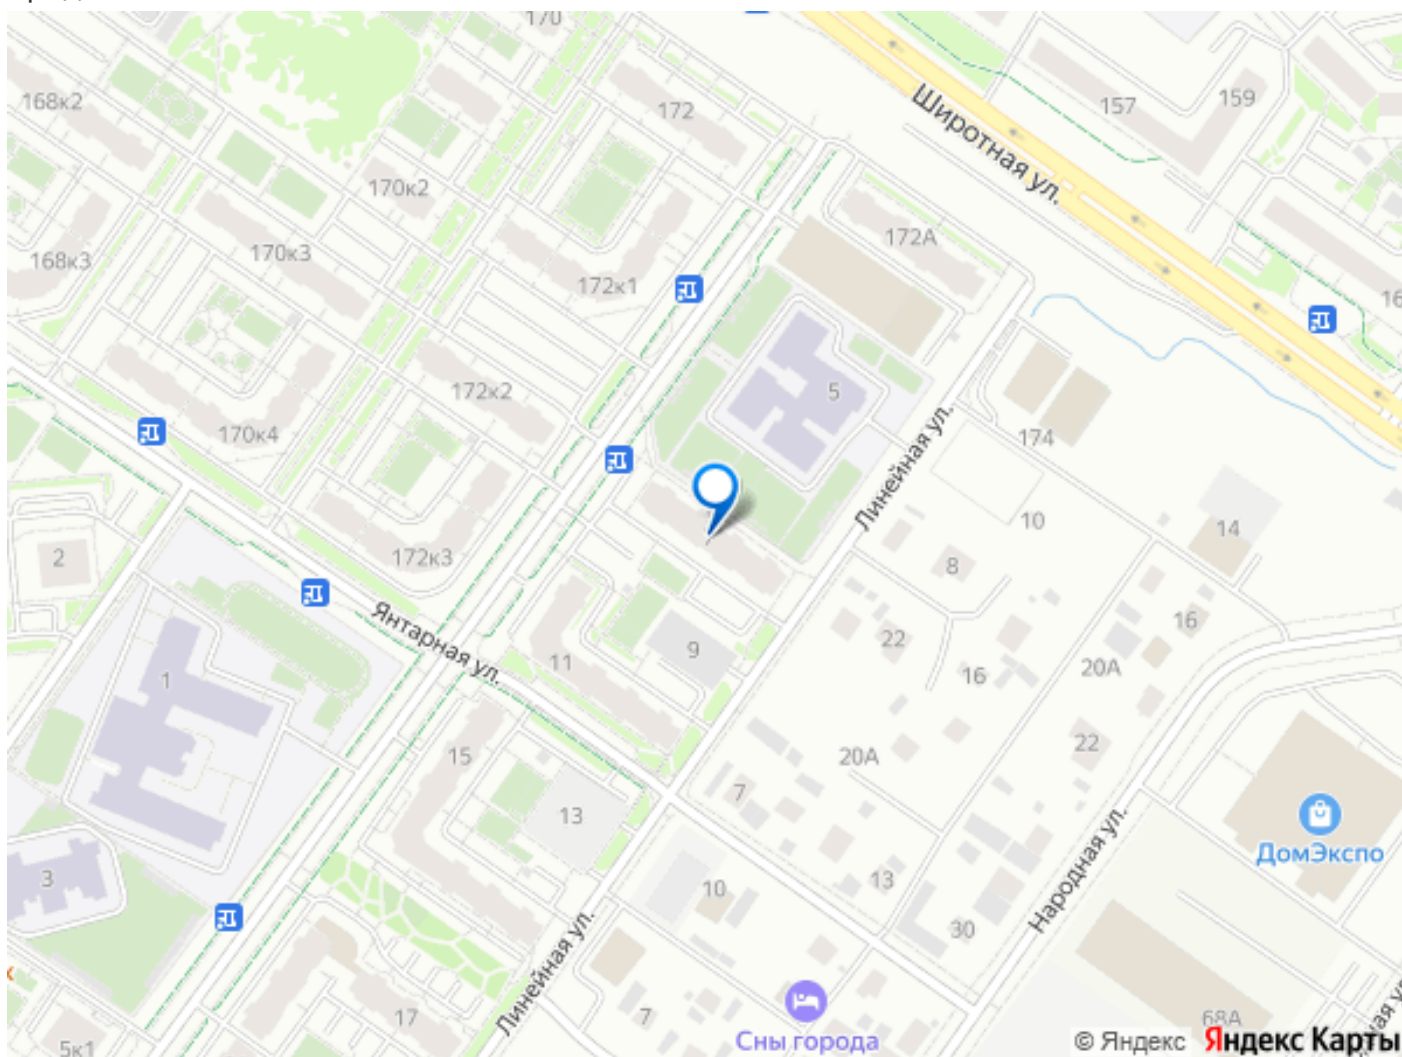 170
168к2
172
157
159
Широтная ул.
170к2
172А
168к3
170к3
172к1
16
5
172к2
170к4
174
Линейная ул.
10
14
172к3
2
8
Янтарная ул.
22
16
9
11
16
20А
1
15
22
20А
7
13
ДомЭкспо
3
13
10
Народная ул.
30
Линейная ул.
7
17
Сны города
68А
5к1
© Яндекс
Яндекс Карты